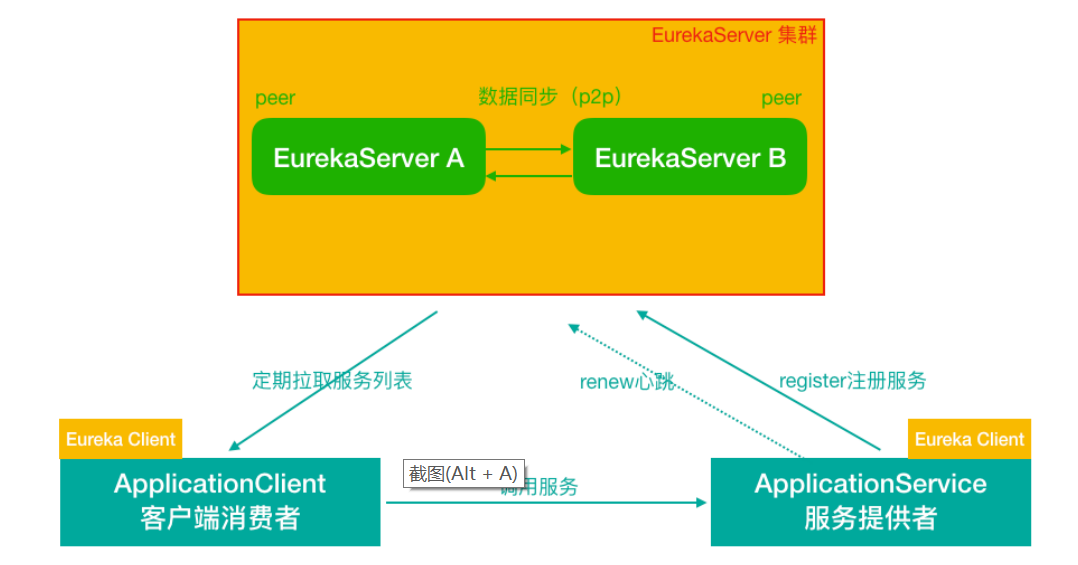 EurekaServer 集群
peer
数据同步（p2p）
peer
EurekaServer A
EurekaServer B
定期拉取服务列表
renew心跳
register注册服务
Eureka Client
Eureka Client
ApplicationClient
客户端消费者
截图(Alt + A)
调用服务
ApplicationService
服务提供者